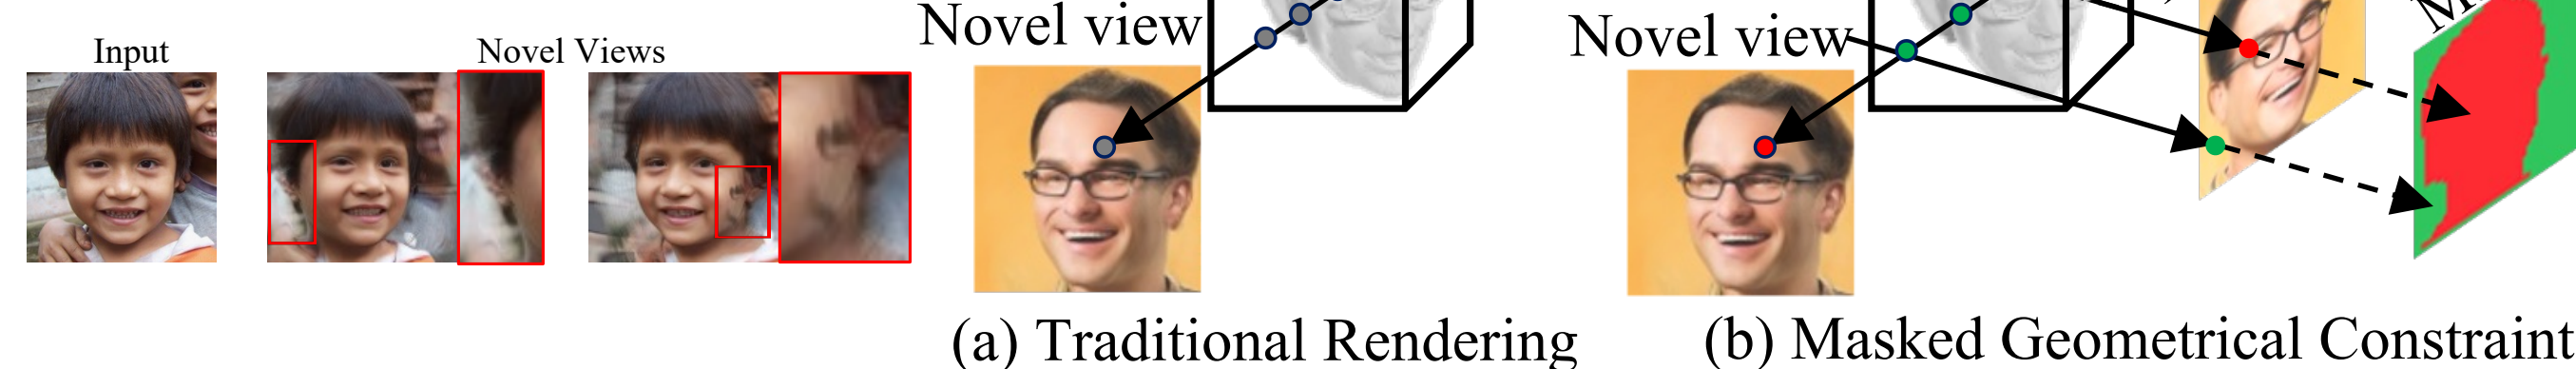 Input
Novel Views
Novel view
Novel view
(a) Traditional Rendering
(b) Masked Geometrical Constraint